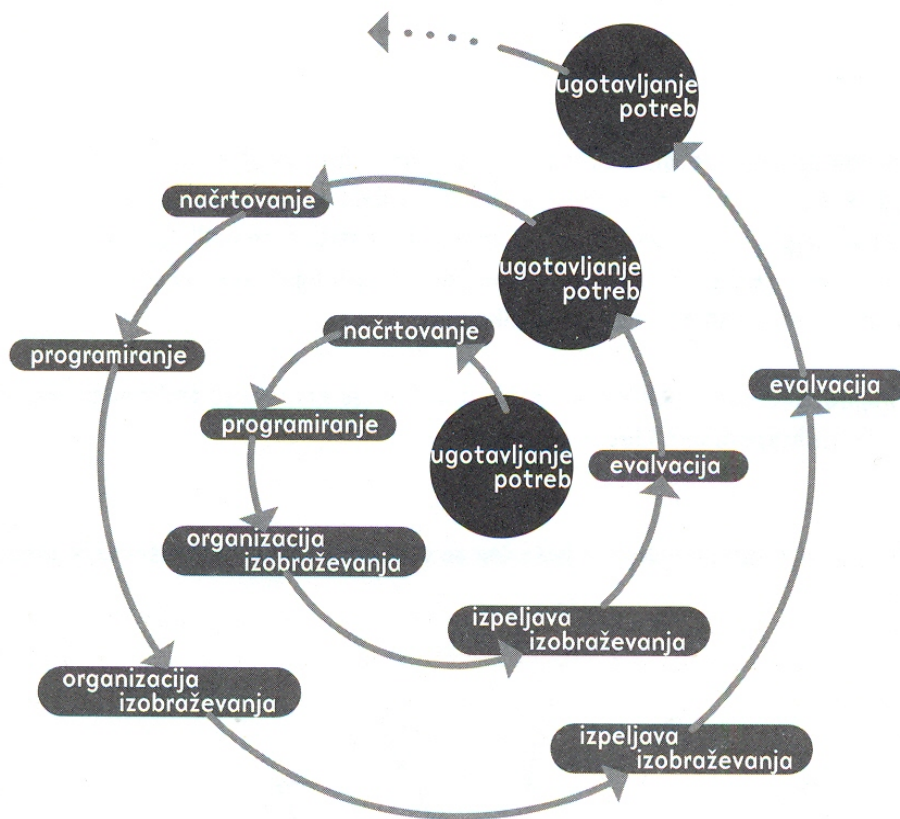 ugotavljanje
potreb
načrtovanje
ugotavljanje
potreb
načrtovanje
programiranje
evalvacija
programiranje
ugotavljanje
potreb
evalvacija
organizacija
izobraževanja
izpeljava
izobraževanja
organizacija
izobraževanja
izpeljava
izobraževanja